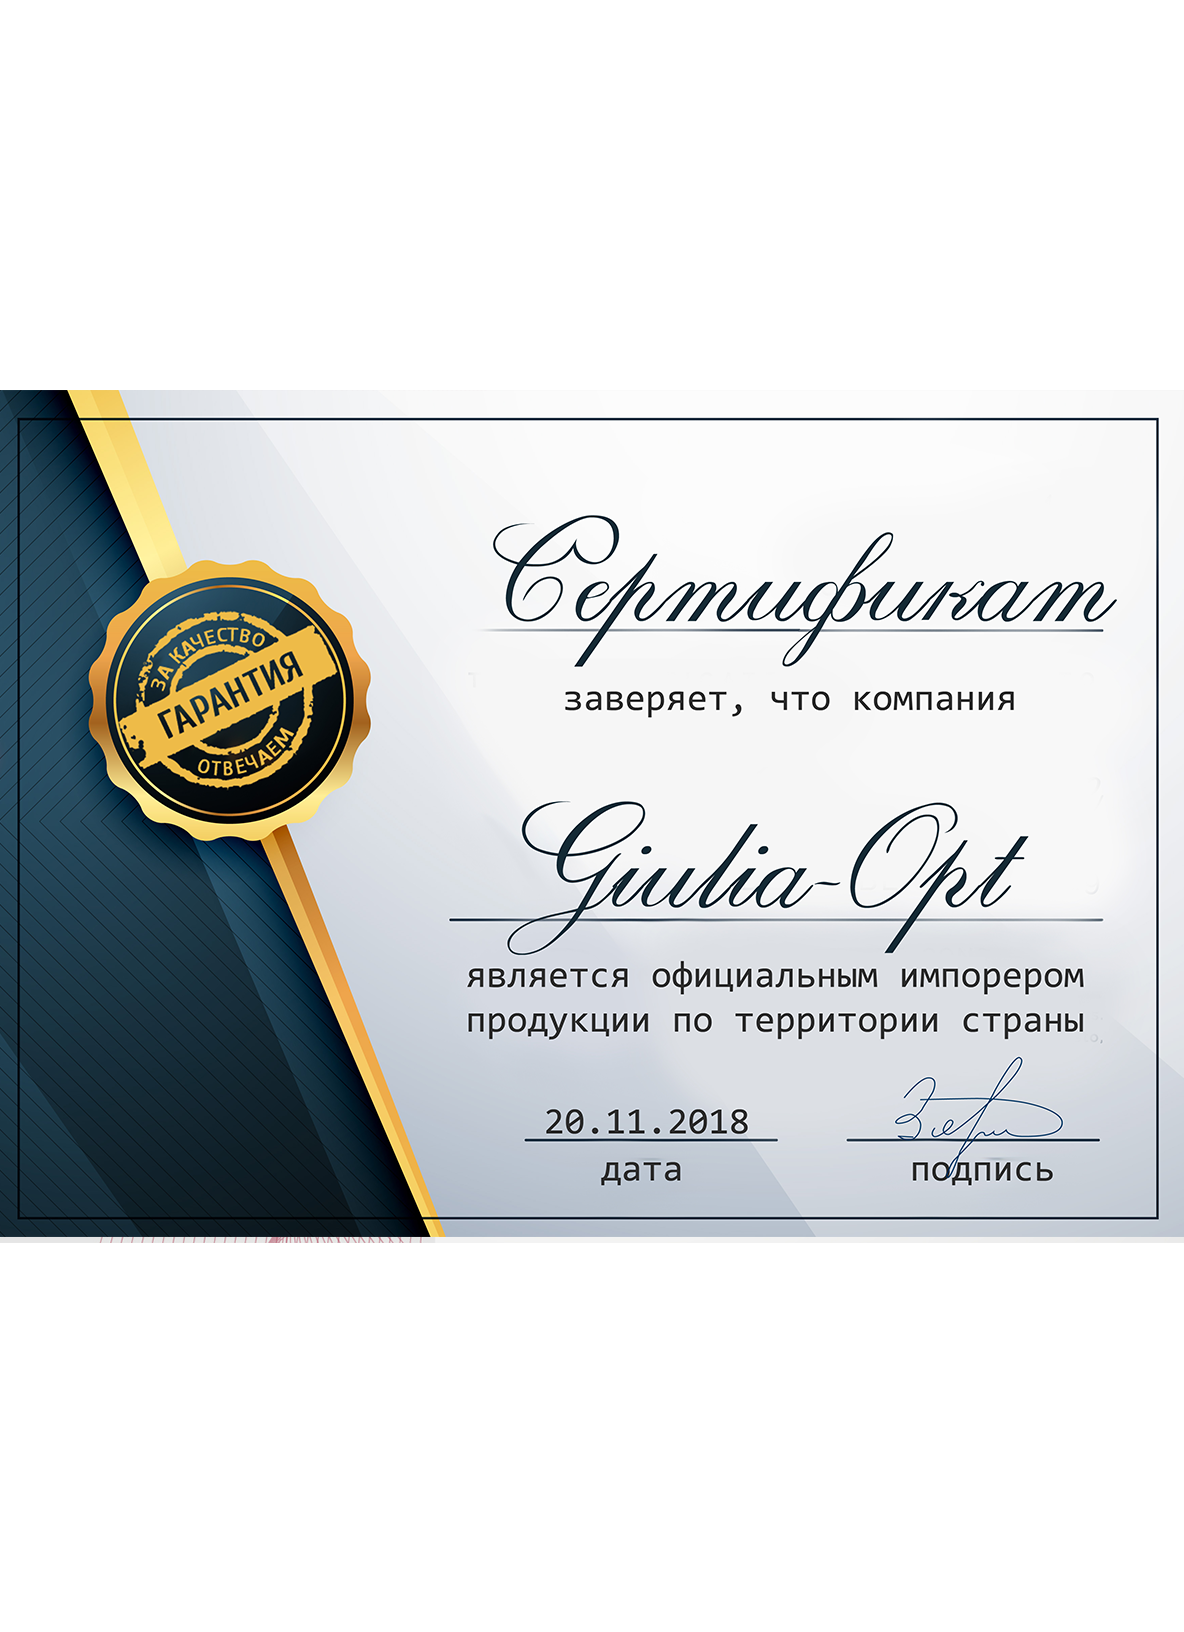 Сертификат
заверяет, что компания
Giulia-Opt
является официальным импорером
продукции по территории страны
20.11.2018
дата
подпись
ЗА КАЧЕСТВО
ГАРАНТИЯ
ОТВЕЧАЕМ